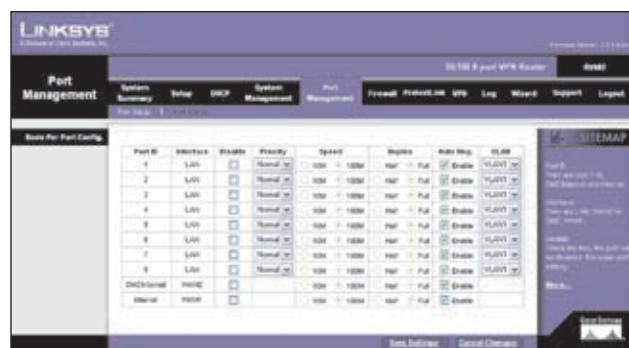 LINKSYS
A Division of Cisco Systems, Inc.
10/100 8-port VPN Router
RV082
Port Management
System Summary
Setup
DHCP
System Management
Port Management
Firewall
ProtectLink
VPN
Log
Wizard
Support
Logout
Port Setup
Basic Per Port Config.
SITEMAP
Port ID Interface Disable Priority Speed Duplex Auto Neg. VLAN
1 LAN Normal 10M 100M Half Full Enable VLAN1
2 LAN Normal 10M 100M Half Full Enable VLAN1
3 LAN Normal 10M 100M Half Full Enable VLAN1
4 LAN Normal 10M 100M Half Full Enable VLAN1
5 LAN Normal 10M 100M Half Full Enable VLAN1
6 LAN Normal 10M 100M Half Full Enable VLAN1
7 LAN Normal 10M 100M Half Full Enable VLAN1
8 LAN Normal 10M 100M Half Full Enable VLAN1
DMZ/Internet WAN2 10M 100M Half Full Enable
Internet WAN1 10M 100M Half Full Enable
More...
Save Settings
Cancel Changes
Cisco Systems